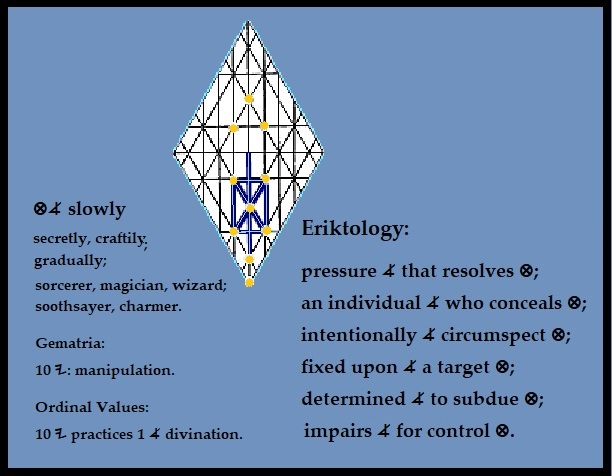 𐤀𐤈 slowly
secretly, craftily;
gradually;
sorcerer, magician, wizard;
soothsayer, charmer.
Gematria:
10 𐤉: manipulation.
Ordinal Values:
10 𐤉 practices 1 𐤀 divination.
Eriktology:
pressure 𐤀 that resolves 𐤈;
an individual 𐤀 who conceals 𐤈;
intentionally 𐤀 circumspect 𐤈;
fixed upon 𐤀 a target 𐤈;
determined 𐤀 to subdue 𐤈;
impairs 𐤀 for control 𐤈.